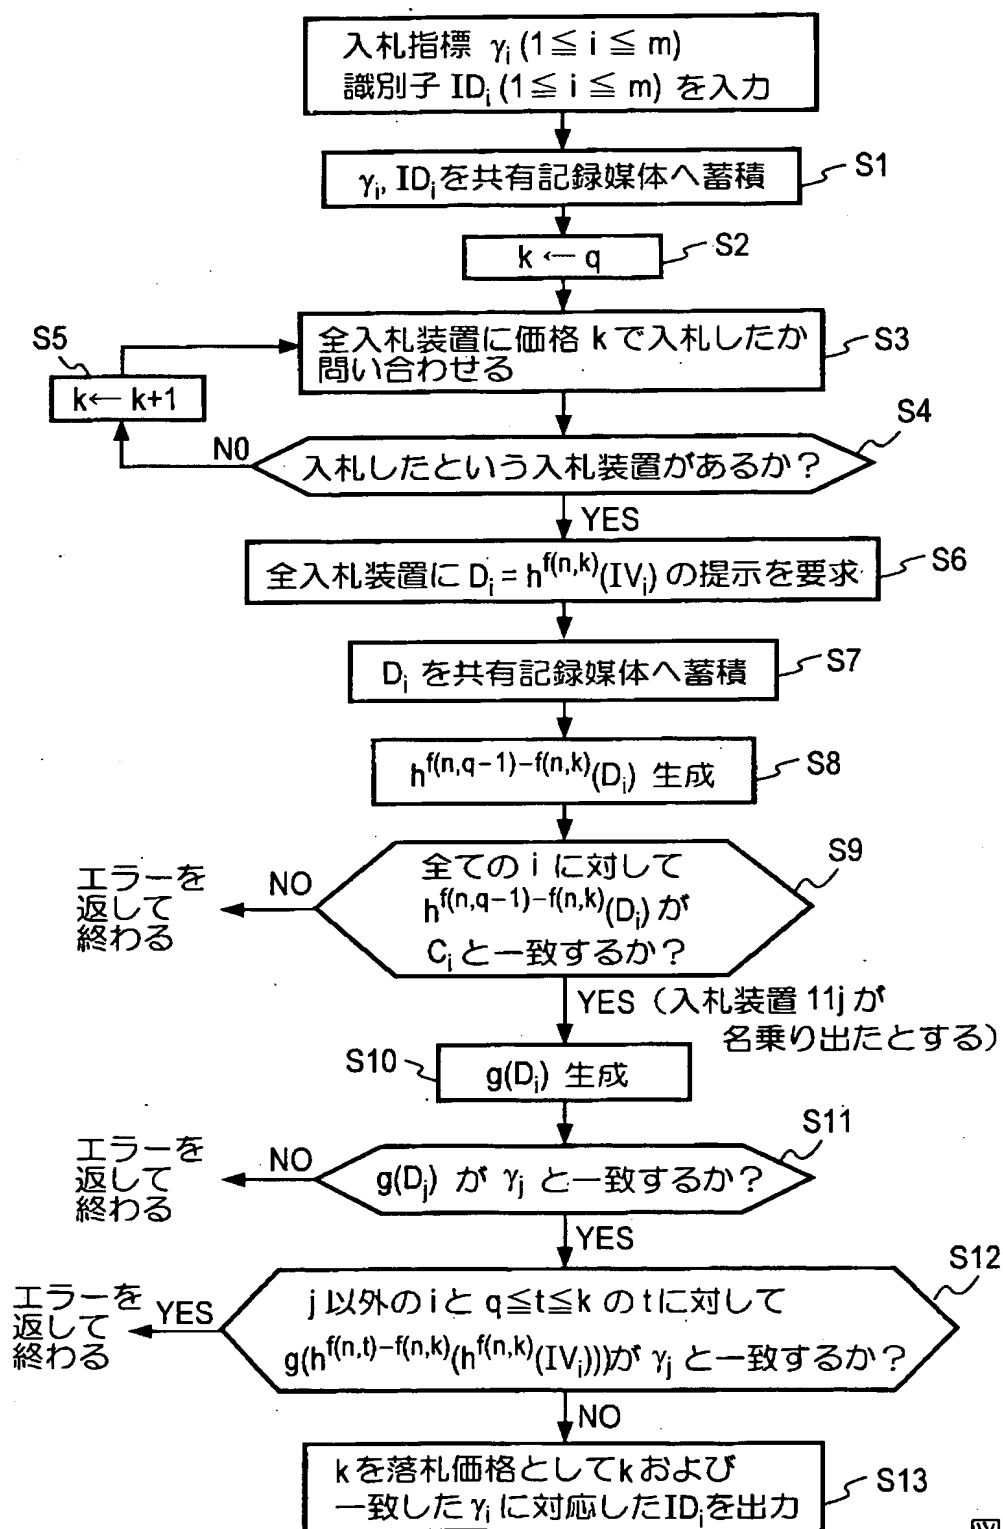 入札指標 γi (1≦ i ≦ m)
識別子 IDi (1≦ i ≦ m) を入力
γi, IDiを共有記録媒体へ蓄積
S1
k ← q
S2
S5
全入札装置に価格 k で入札したか
問い合わせる
S3
k← k+1
NO
入札したという入札装置があるか?
S4
YES
全入札装置に Di = h^f(n,k)(IVi) の提示を要求
S6
Di を共有記録媒体へ蓄積
S7
h^f(n,q−1)−f(n,k)(Di) 生成
S8
エラーを
返して
終わる
NO
全ての i に対して
h^f(n,q−1)−f(n,k)(Di) が
Ci と一致するか?
S9
YES (入札装置 11j が
名乗り出たとする)
S10
g(Di) 生成
エラーを
返して
終わる
NO
g(Dj) が γj と一致するか?
S11
YES
エラーを
返して
終わる
YES
j 以外の i と q≦t≦k のtに対して
g(h^f(n,t)−f(n,k)(h^f(n,k)(IVi)))が γj と一致するか?
S12
NO
kを落札価格としてkおよび
一致した γi に対応した IDiを出力
S13